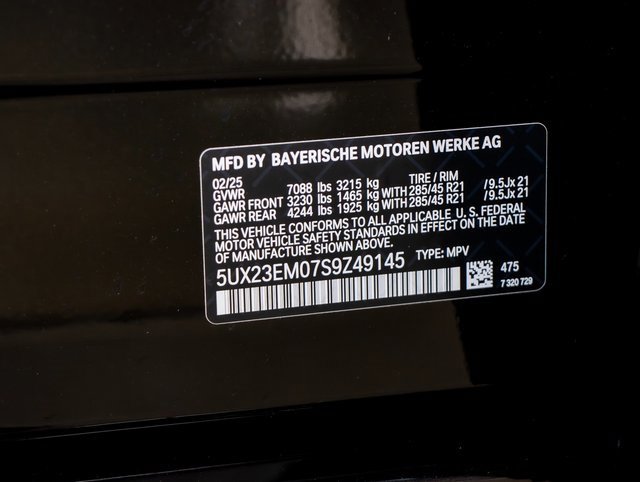 MFD BY BAYERISCHE MOTOREN WERKE AG
02/25 TIRE / RIM
GVWR 7088 lbs 3215 kg
GAWR FRONT 3230 lbs 1465 kg WITH 285/45 R21 / 9.5Jx 21
GAWR REAR 4244 lbs 1925 kg WITH 285/45 R21 / 9.5Jx 21
THIS VEHICLE CONFORMS TO ALL APPLICABLE U. S. FEDERAL
MOTOR VEHICLE SAFETY STANDARDS IN EFFECT ON THE DATE
OF MANUFACTURE SHOWN ABOVE.
5UX23EM07S9Z49145 TYPE: MPV
475
7 320 729